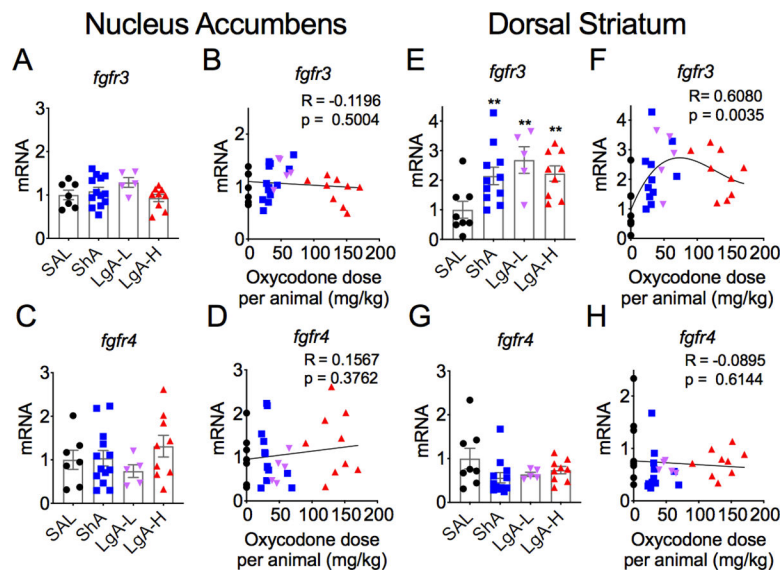 Nucleus Accumbens
Dorsal Striatum
A
fgfr3
mRNA
3
2
1
0
SAL
ShA
LgA-L
LgA-H
B
fgfr3
R = -0.1196
p = 0.5004
mRNA
2
1
0
0
50
100
150
200
Oxycodone dose
per animal (mg/kg)
E
fgfr3
**
**
**
mRNA
5
4
3
2
1
0
SAL
ShA
LgA-L
LgA-H
F
fgfr3
R = 0.6080
p = 0.0035
mRNA
5
4
3
2
1
0
0
50
100
150
200
Oxycodone dose
per animal (mg/kg)
C
fgfr4
mRNA
3
2
1
0
SAL
ShA
LgA-L
LgA-H
D
fgfr4
R = 0.1567
p = 0.3762
mRNA
3
2
1
0
0
50
100
150
200
Oxycodone dose
per animal (mg/kg)
G
fgfr4
mRNA
3
2
1
0
SAL
ShA
LgA-L
LgA-H
H
fgfr4
R = -0.0895
p = 0.6144
mRNA
2
1
0
0
50
100
150
200
Oxycodone dose
per animal (mg/kg)